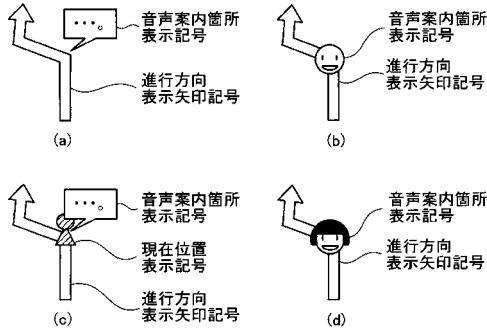 音声案内箇所
表示記号
進行方向
表示矢印記号
(a)
音声案内箇所
表示記号
進行方向
表示矢印記号
(b)
音声案内箇所
表示記号
現在位置
表示記号
進行方向
表示矢印記号
(c)
音声案内箇所
表示記号
進行方向
表示矢印記号
(d)